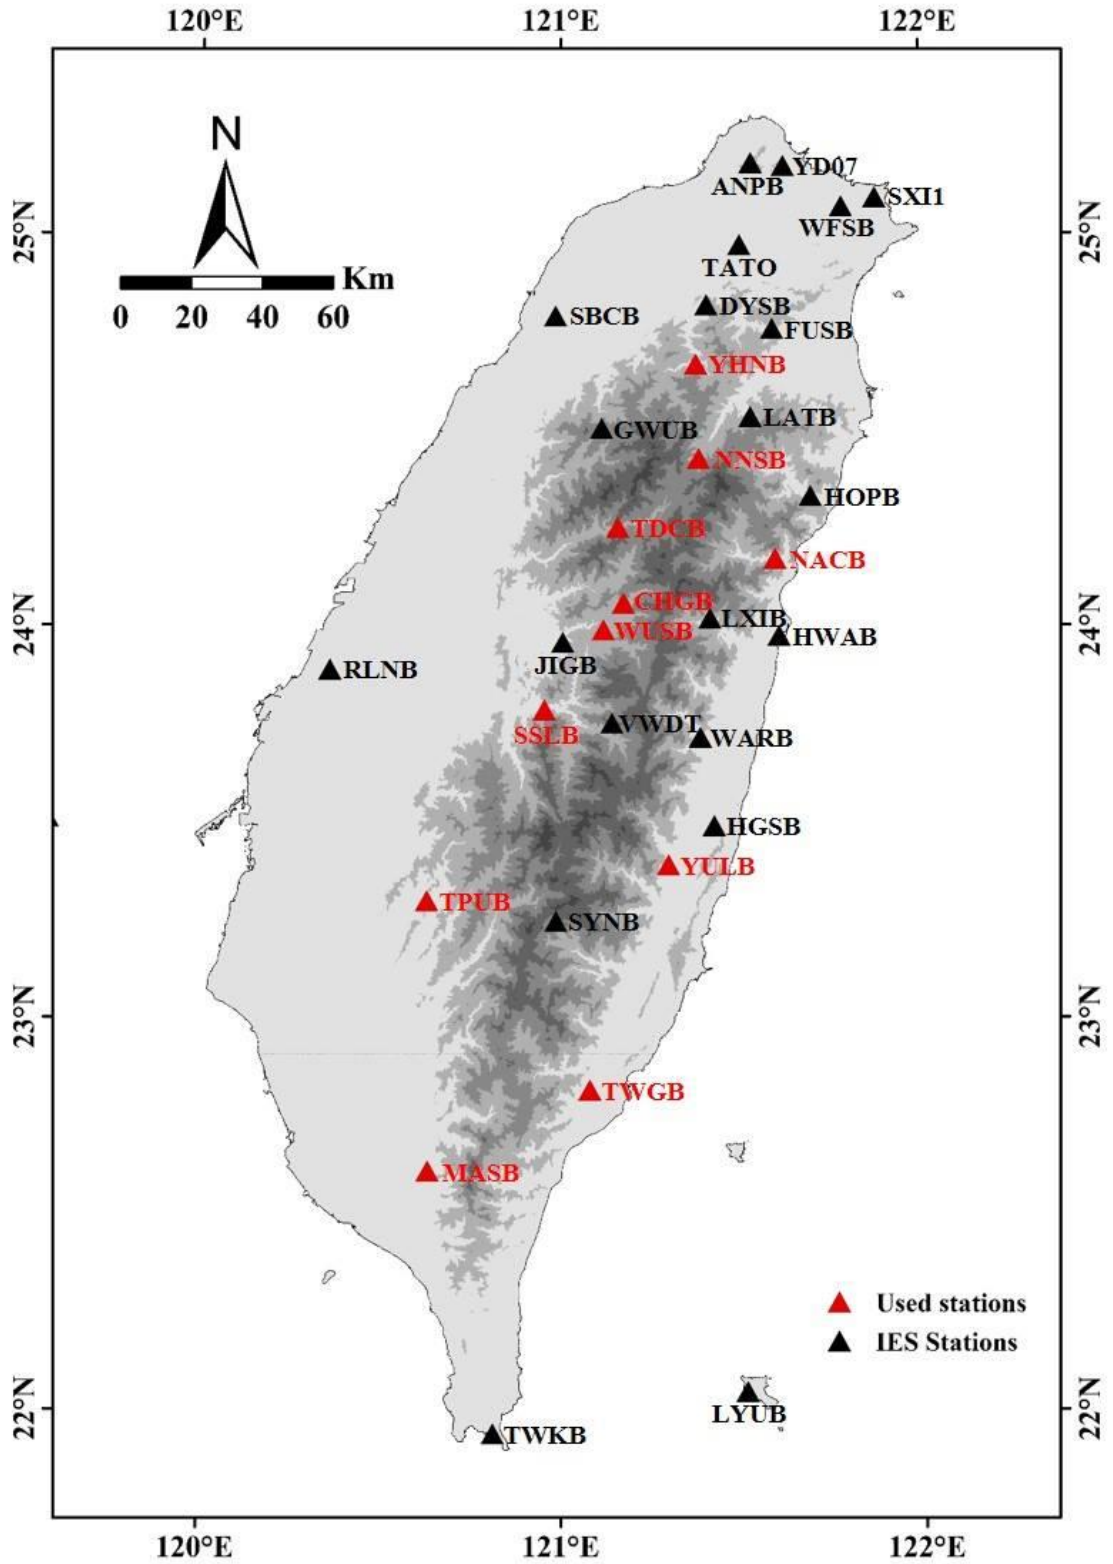 120°E 121°E 122°E
N
Km
0 20 40 60
25°N 25°N
24°N 24°N
23°N 23°N
22°N 22°N
YD07
ANPB
SXI1
WFSB
TATO
DYSB
SBCB
FUSB
YHNB
LATB
GWUB
NNSB
HOPB
TDCB
NACB
CHGB
LXIB
WUSB
HWAB
JIGB
RLNB
VWDT
SSLB
WARB
HGSB
YULB
TPUB
SYNB
TWGB
MASB
Used stations
IES Stations
LYUB
TWKB
120°E 121°E 122°E